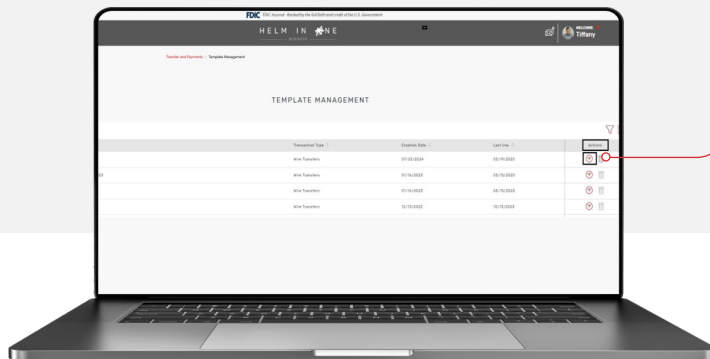 FDIC FDIC-Insured - Backed by the full faith and credit of the U.S. Government
HELM IN ONE
BUSINESS
WELCOME
Tiffany
Transfer and Payments Template Management
TEMPLATE MANAGEMENT
Transaction Type Creation Date Last Use Actions
Wire Transfers 07/03/2024 05/19/2025
Wire Transfers 01/16/2025 05/15/2025
Wire Transfers 01/16/2025 05/15/2025
Wire Transfers 12/13/2022 10/13/2023